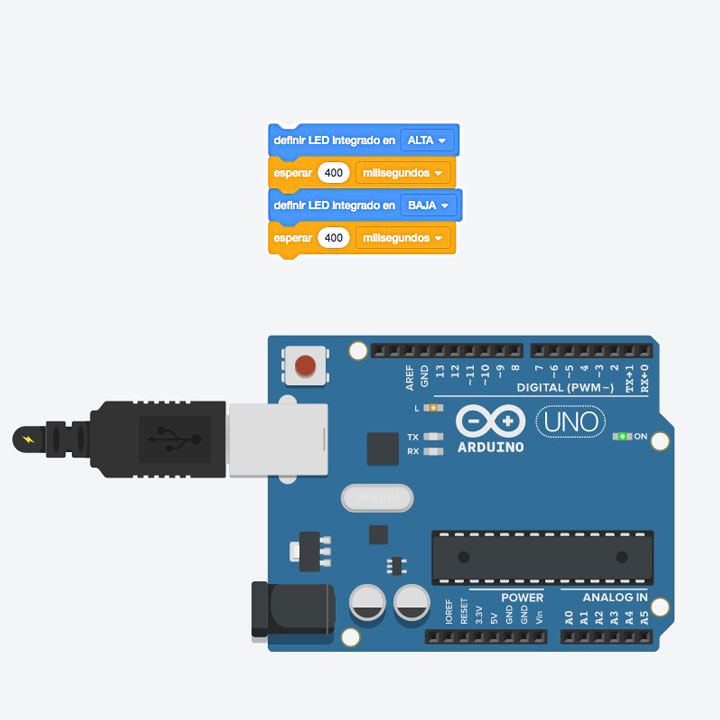 definir LED integrado en ALTA
esperar 400 milisegundos
definir LED integrado en BAJA
esperar 400 milisegundos
AREF
GND
13
12
~11
~10
~9
8
7
~6
~5
4
~3
2
TX→1
RX←0
DIGITAL (PWM~)
L
TX
RX
UNO
ARDUINO
ON
POWER
ANALOG IN
IOREF
RESET
3.3V
5V
GND
GND
Vin
A0
A1
A2
A3
A4
A5